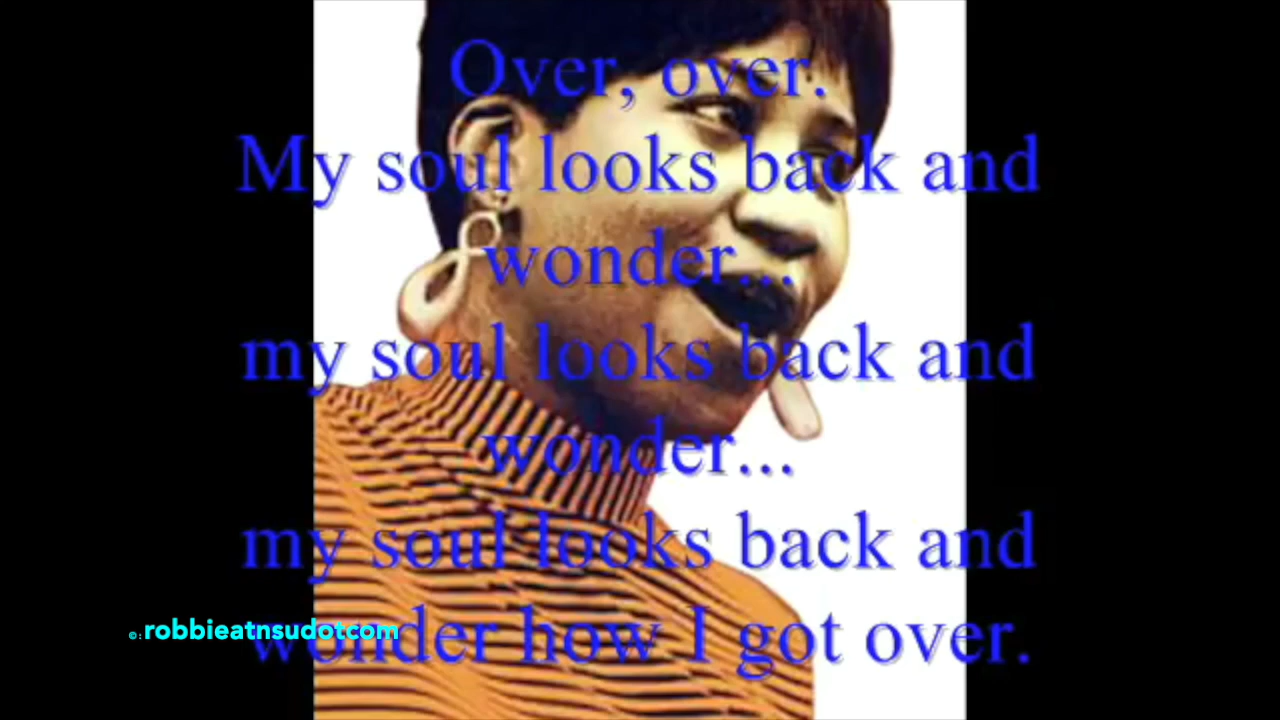 Over, over.
My soul looks back and
wonder...
my soul looks back and
wonder...
my soul looks back and
wonder how I got over.
©:robbieatnsudotcom